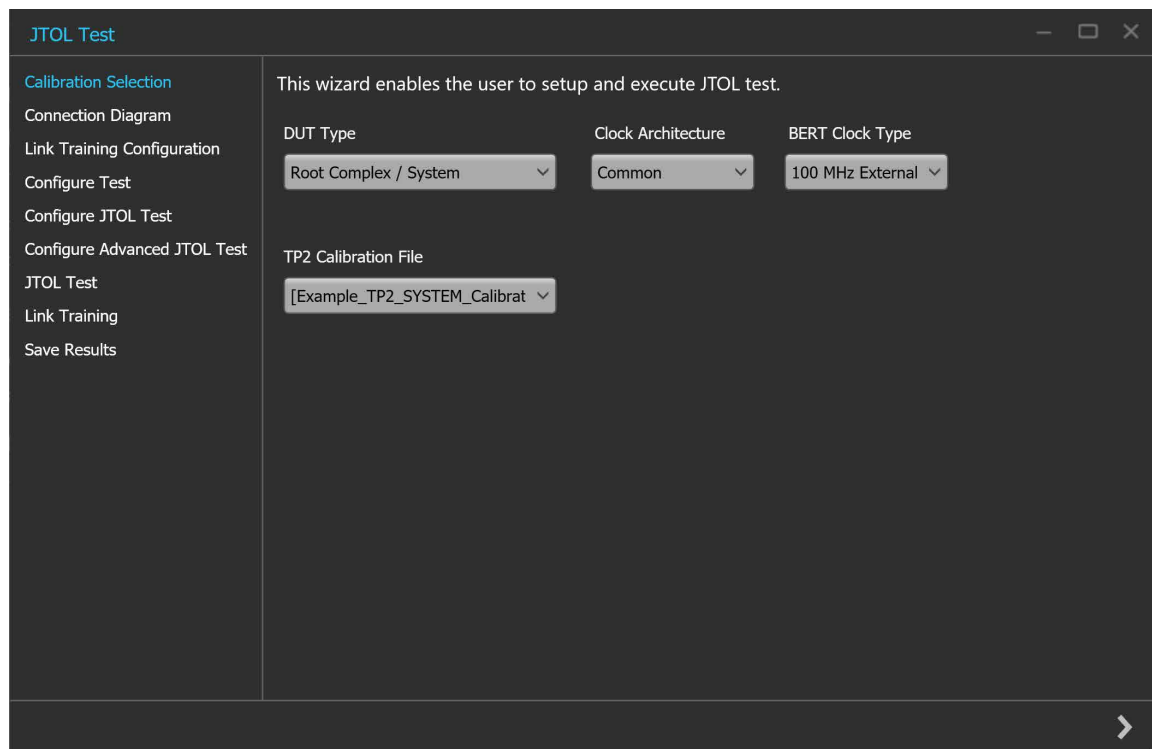 JTOL Test
Calibration Selection
Connection Diagram
Link Training Configuration
Configure Test
Configure JTOL Test
Configure Advanced JTOL Test
JTOL Test
Link Training
Save Results
This wizard enables the user to setup and execute JTOL test.
DUT Type
Clock Architecture
BERT Clock Type
Root Complex / System
Common
100 MHz External
TP2 Calibration File
[Example_TP2_SYSTEM_Calibrat